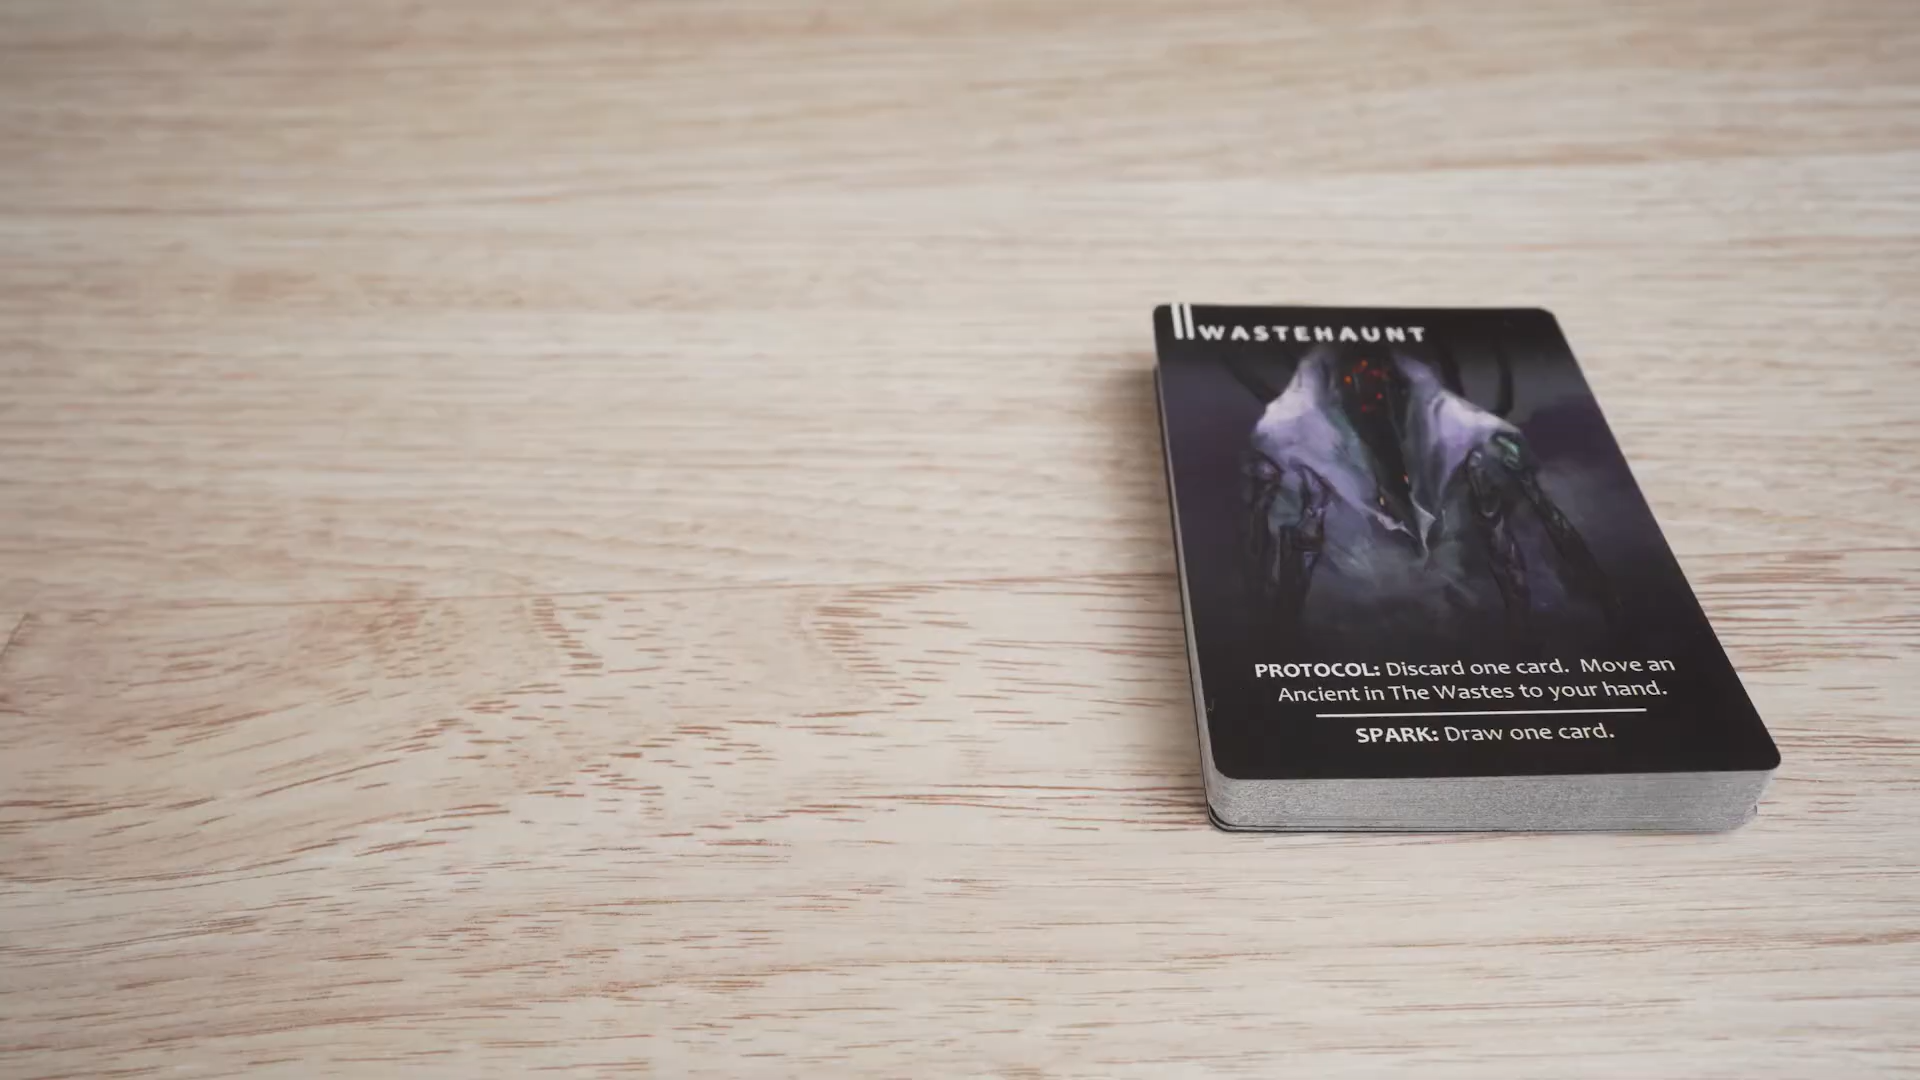 WASTEHAUNT
PROTOCOL: Discard one card. Move an
Ancient in The Wastes to your hand.
SPARK: Draw one card.